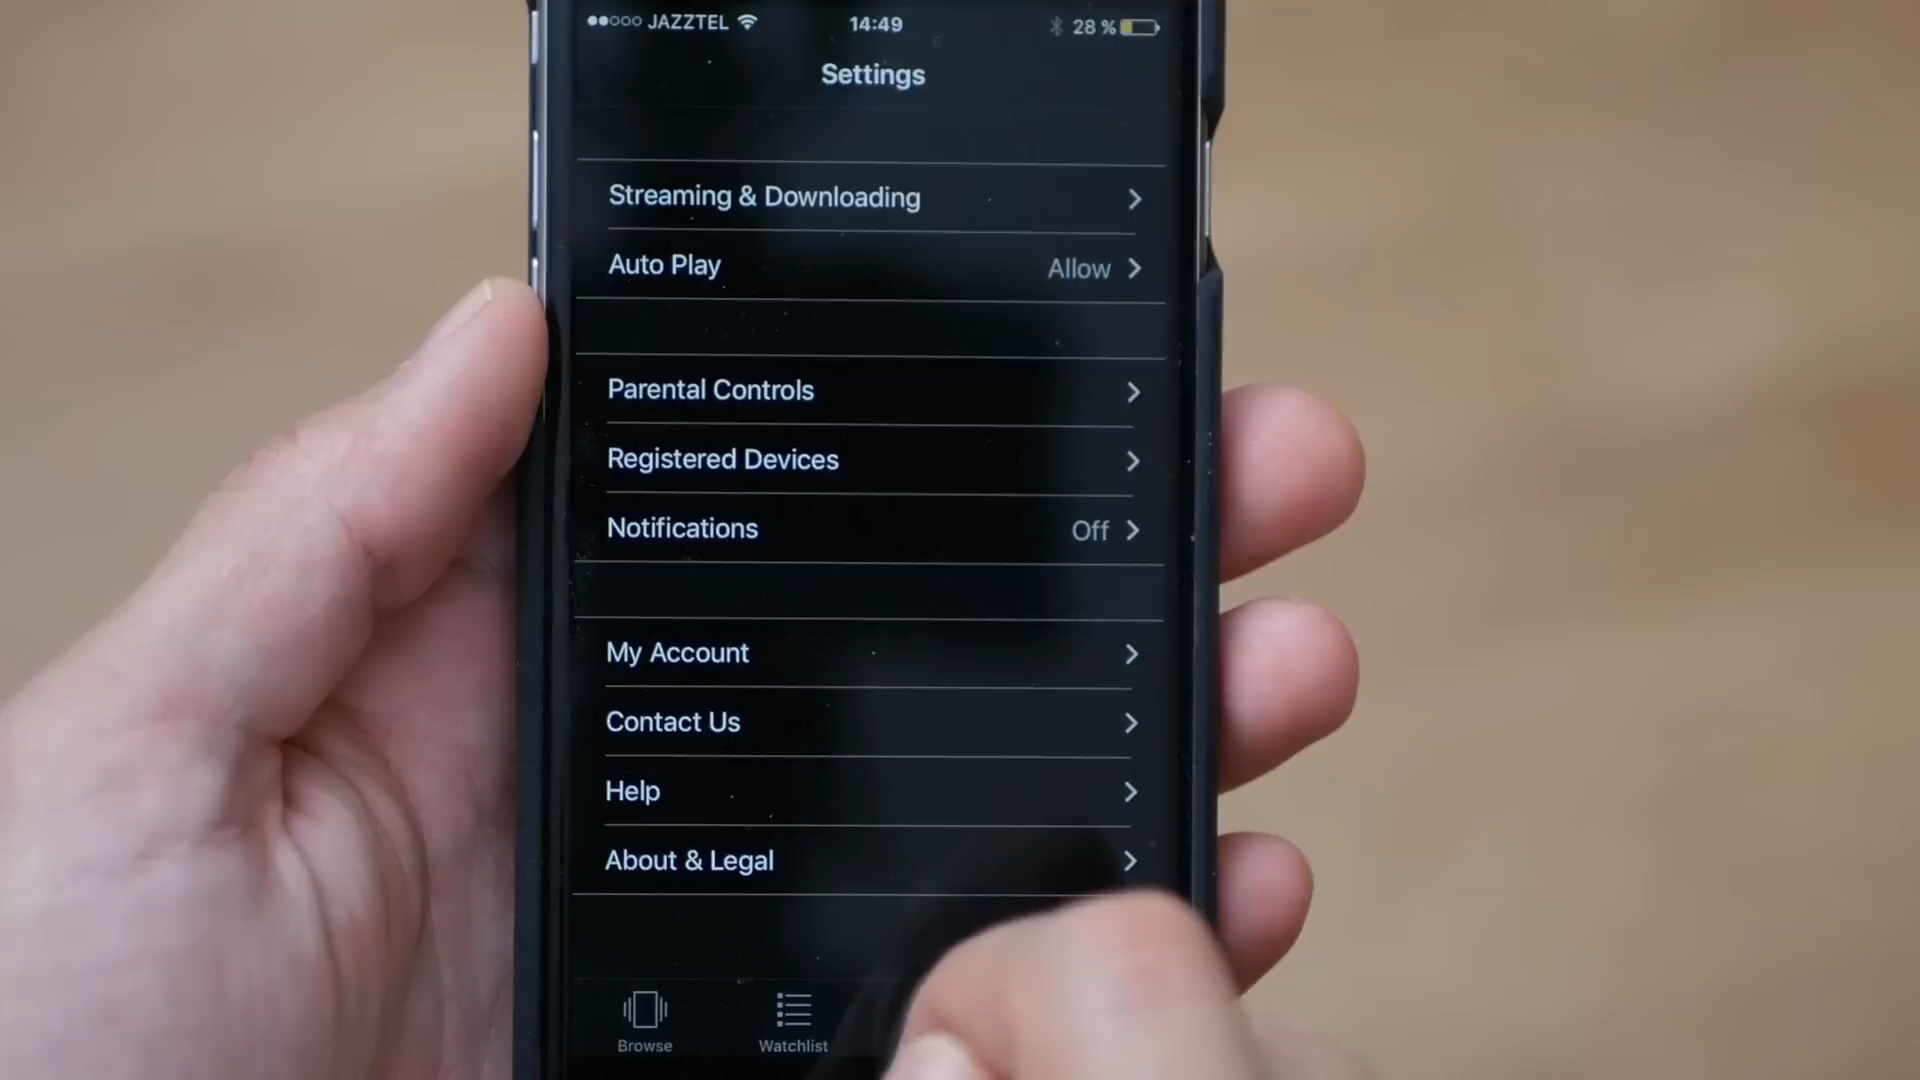 JAZZTEL 14:49 28 %
Settings
Streaming & Downloading
Auto Play Allow
Parental Controls
Registered Devices
Notifications Off
My Account
Contact Us
Help
About & Legal
Browse Watchlist